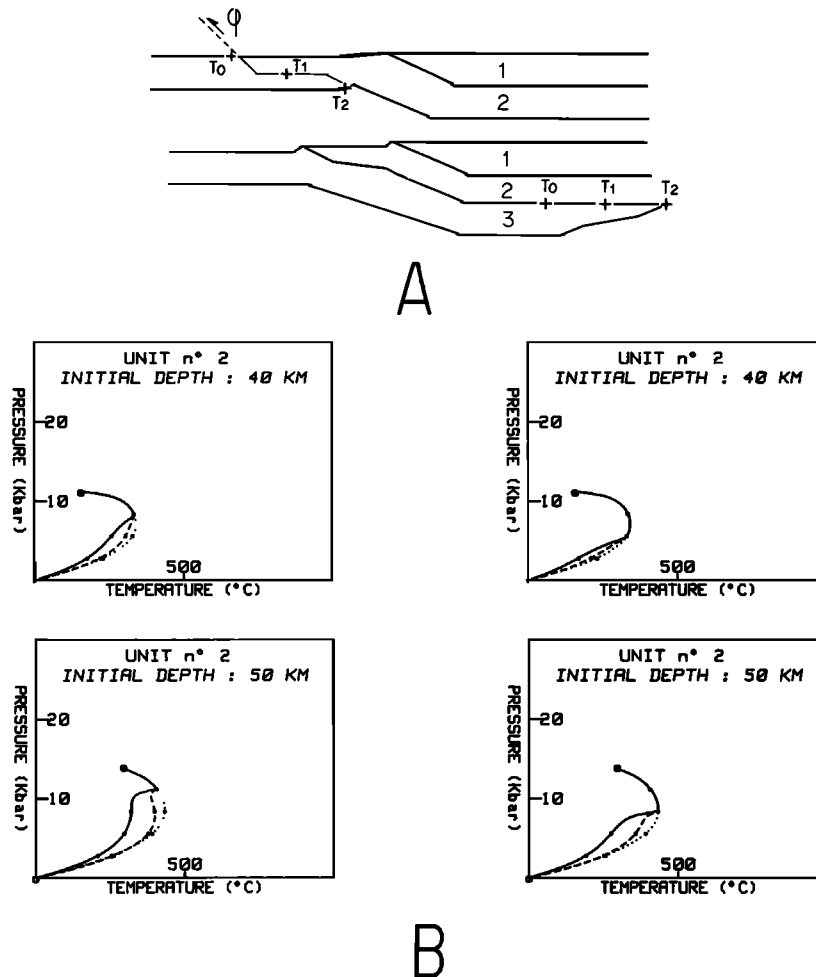 φ
1
T0 T1
T2 2
1
2 T0 T1 T2
3
A
UNIT n° 2
INITIAL DEPTH : 40 KM
PRESSURE (Kbar)
20
10
500
TEMPERATURE (°C)
UNIT n° 2
INITIAL DEPTH : 40 KM
PRESSURE (Kbar)
20
10
500
TEMPERATURE (°C)
UNIT n° 2
INITIAL DEPTH : 50 KM
PRESSURE (Kbar)
20
10
500
TEMPERATURE (°C)
UNIT n° 2
INITIAL DEPTH : 50 KM
PRESSURE (Kbar)
20
10
500
TEMPERATURE (°C)
B